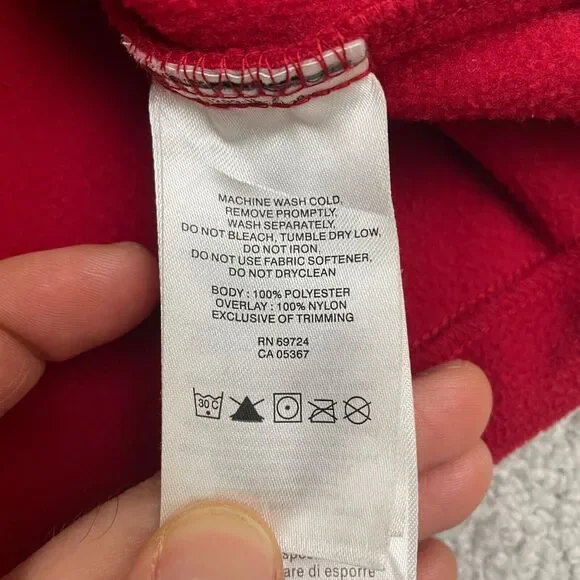 MACHINE WASH COLD,
REMOVE PROMPTLY,
WASH SEPARATELY,
DO NOT BLEACH, TUMBLE DRY LOW,
DO NOT IRON,
DO NOT USE FABRIC SOFTENER,
DO NOT DRYCLEAN
BODY : 100% POLYESTER
OVERLAY : 100% NYLON
EXCLUSIVE OF TRIMMING
RN 69724
CA 05367
30 C
are di esporre